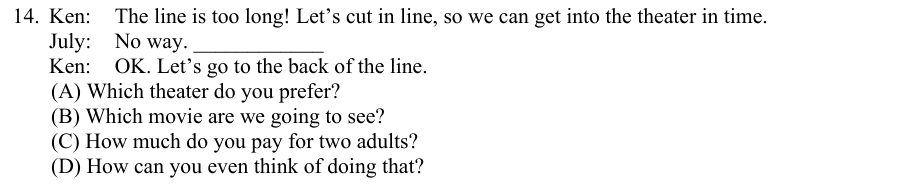 14. Ken: The line is too long! Let’s cut in line, so we can get into the theater in time.
July: No way. ____________
Ken: OK. Let’s go to the back of the line.
(A) Which theater do you prefer?
(B) Which movie are we going to see?
(C) How much do you pay for two adults?
(D) How can you even think of doing that?